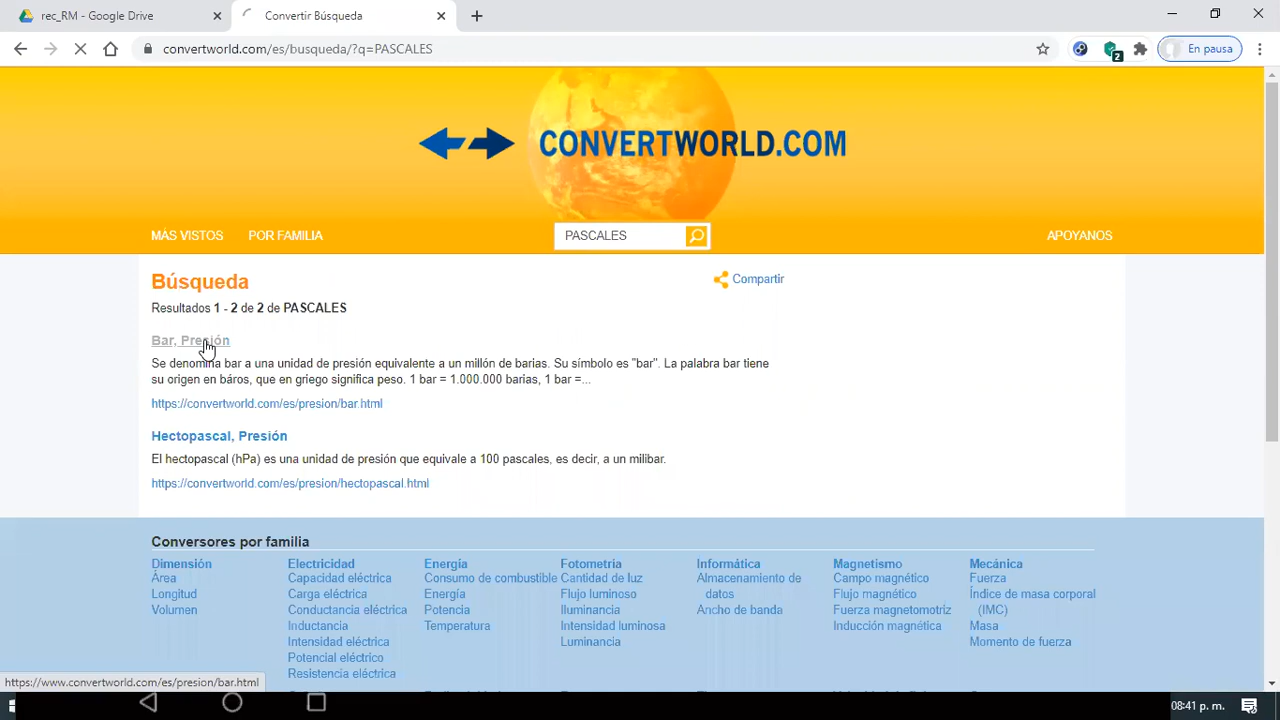 rec_RM - Google Drive
Convertir Búsqueda
convertworld.com/es/busqueda/?q=PASCALES
2
En pausa
CONVERTWORLD.COM
MÁS VISTOS
POR FAMILIA
PASCALES
APOYANOS
Búsqueda
Compartir
Resultados 1 - 2 de 2 de PASCALES
Bar, Presión
Se denomina bar a una unidad de presión equivalente a un millón de barias. Su símbolo es "bar". La palabra bar tiene
su origen en báros, que en griego significa peso. 1 bar = 1.000.000 barias, 1 bar =...
https://convertworld.com/es/presion/bar.html
Hectopascal, Presión
El hectopascal (hPa) es una unidad de presión que equivale a 100 pascales, es decir, a un milibar.
https://convertworld.com/es/presion/hectopascal.html
Conversores por familia
Dimensión
Área
Longitud
Volumen
Electricidad
Capacidad eléctrica
Carga eléctrica
Conductancia eléctrica
Inductancia
Intensidad eléctrica
Potencial eléctrico
Resistencia eléctrica
Energía
Consumo de combustible
Energía
Potencia
Temperatura
Fotometria
Cantidad de luz
Flujo luminoso
Iluminancia
Intensidad luminosa
Luminancia
Informática
Almacenamiento de
datos
Ancho de banda
Magnetismo
Campo magnético
Flujo magnético
Fuerza magnetomotriz
Inducción magnética
Mecánica
Fuerza
Índice de masa corporal
(IMC)
Masa
Momento de fuerza
https://www.convertworld.com/es/presion/bar.html
08:41 p. m.